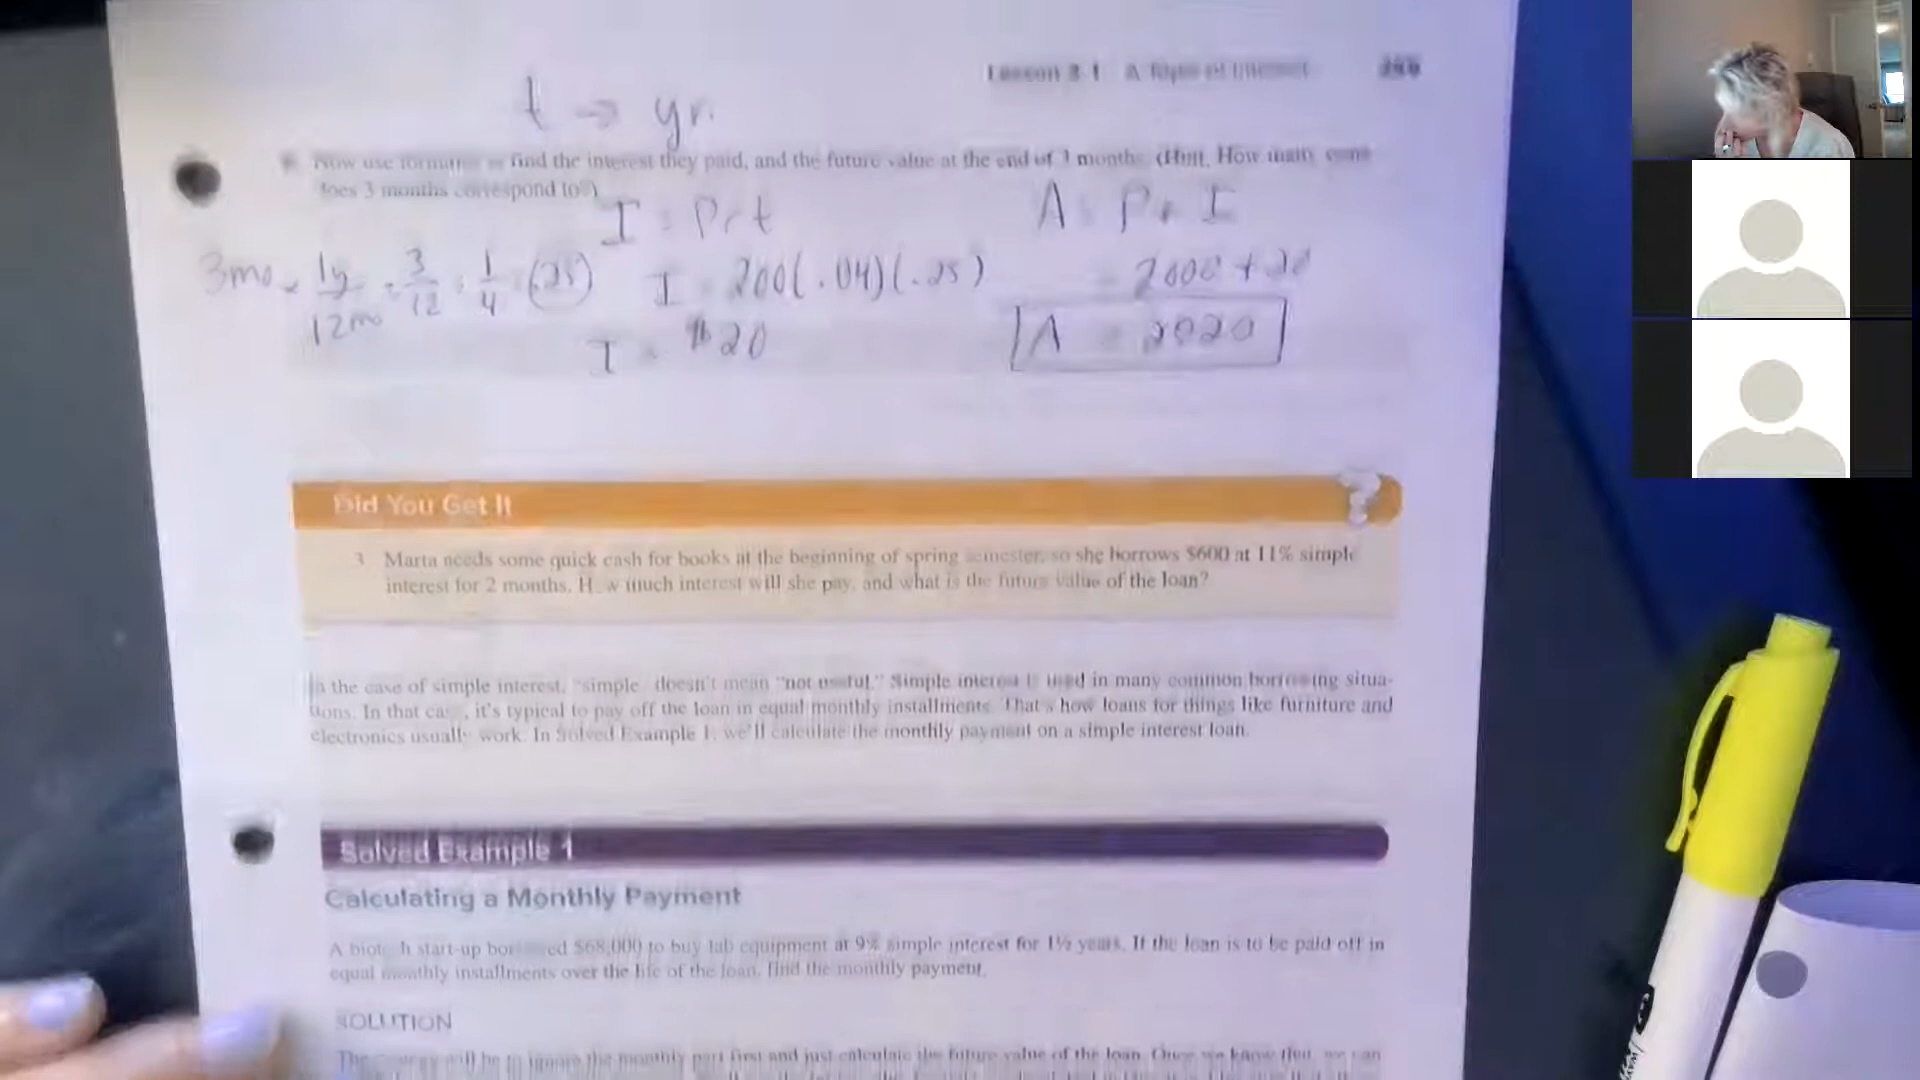 Lesson 3-1 A Topic of Interest
t → yr.
Now use formulas to find the interest they paid, and the future value at the end of 3 months. (Hint, How many
does 3 months correspond to?)
I = Prt
A = P + I
3mo × 1y/12mo = 3/12 = 1/4 = (.25)
I = 200(.04)(.25)
= 2000 + 20
I = $20
A = 2020
Did You Get It
?
3 Marta needs some quick cash for books at the beginning of spring semester, so she borrows $600 at 11% simple
interest for 2 months. How much interest will she pay, and what is the future value of the loan?
In the case of simple interest, "simple" doesn't mean "not useful." Simple interest is used in many common borrowing situa-
tions. In that case, it's typical to pay off the loan in equal monthly installments. That's how loans for things like furniture and
electronics usually work. In Solved Example 1, we'll calculate the monthly payment on a simple interest loan.
Solved Example 1
Calculating a Monthly Payment
A biotech start-up borrowed $68,000 to buy lab equipment at 9% simple interest for 1½ years. If the loan is to be paid off in
equal monthly installments over the life of the loan, find the monthly payment.
SOLUTION
The will be to ignore the monthly part first and just calculate the future value of the loan. Once we know that, we can